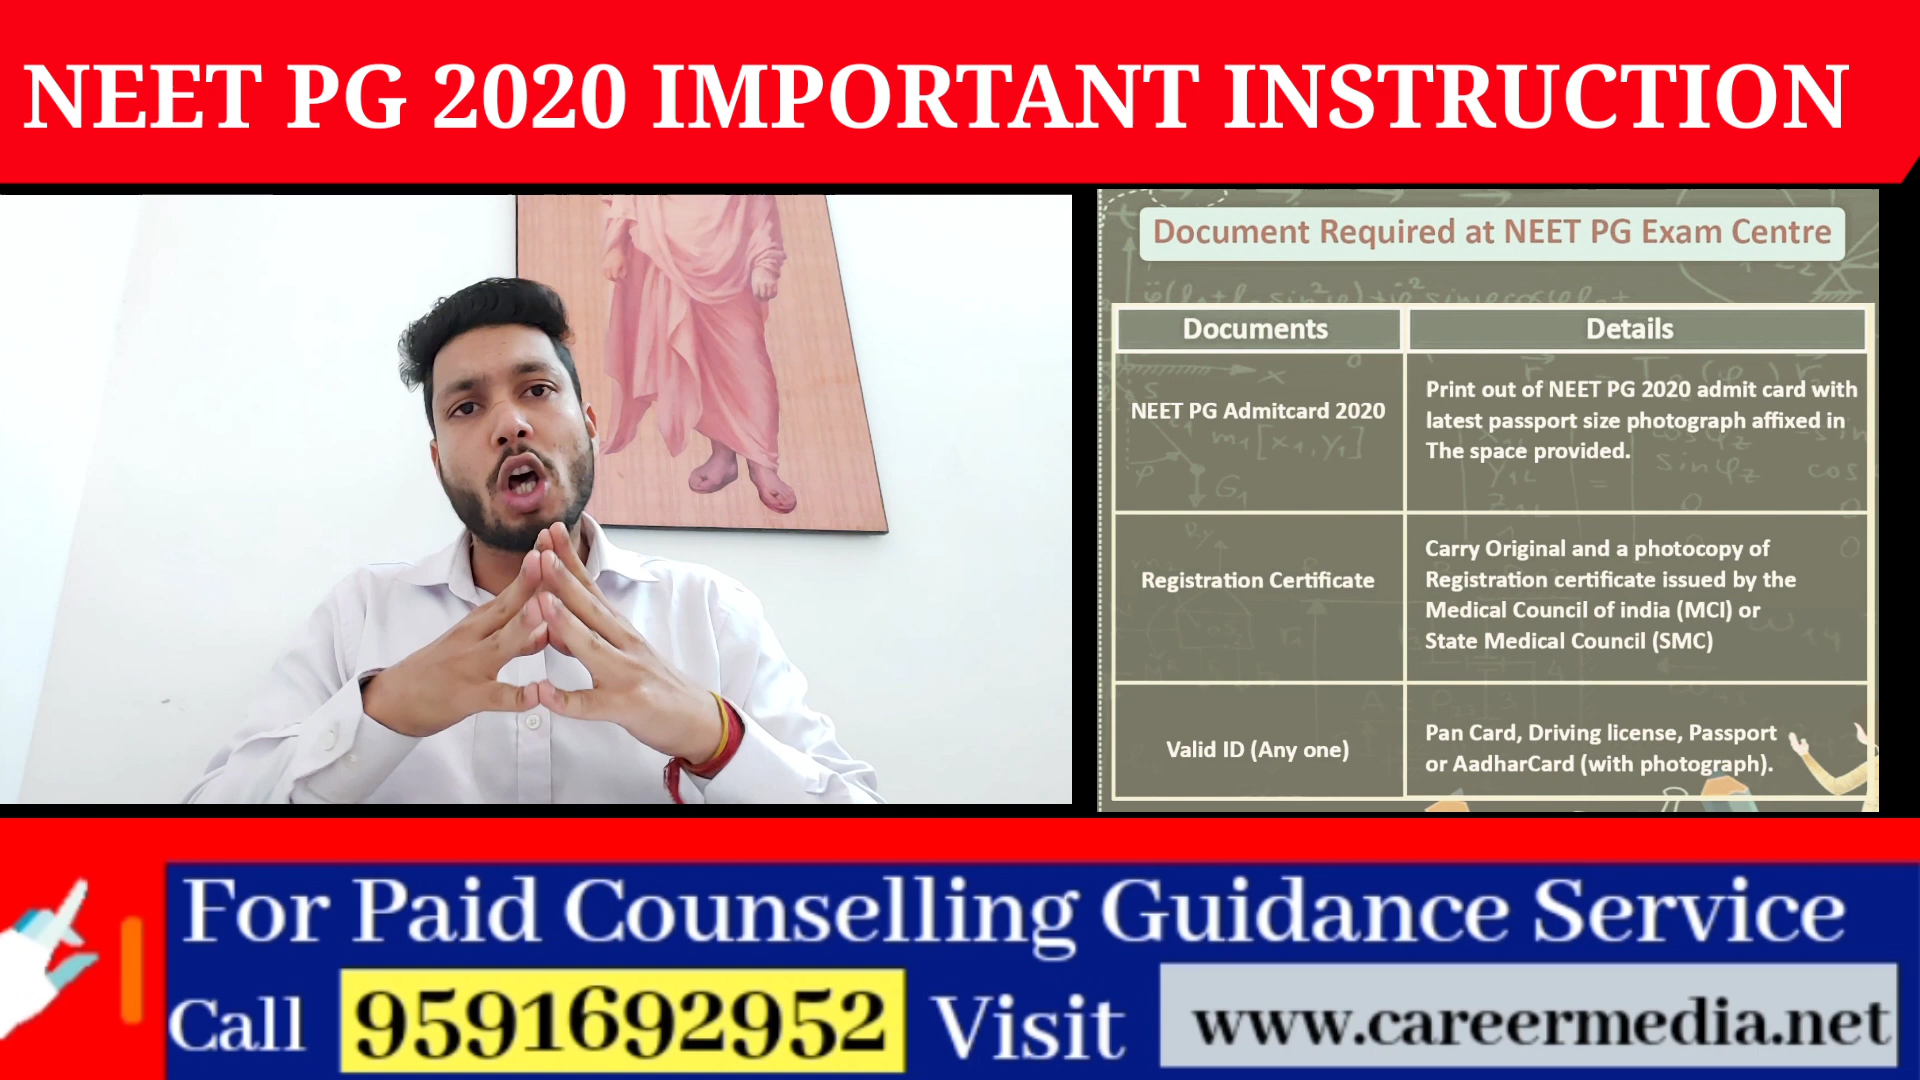 NEET PG 2020 IMPORTANT INSTRUCTION
Document Required at NEET PG Exam Centre
Documents
Details
NEET PG Admitcard 2020
Print out of NEET PG 2020 admit card with
latest passport size photograph affixed in
The space provided.
Registration Certificate
Carry Original and a photocopy of
Registration certificate issued by the
Medical Council of india (MCI) or
State Medical Council (SMC)
Valid ID (Any one)
Pan Card, Driving license, Passport
or AadharCard (with photograph).
For Paid Counselling Guidance Service
Call 9591692952 Visit www.careermedia.net